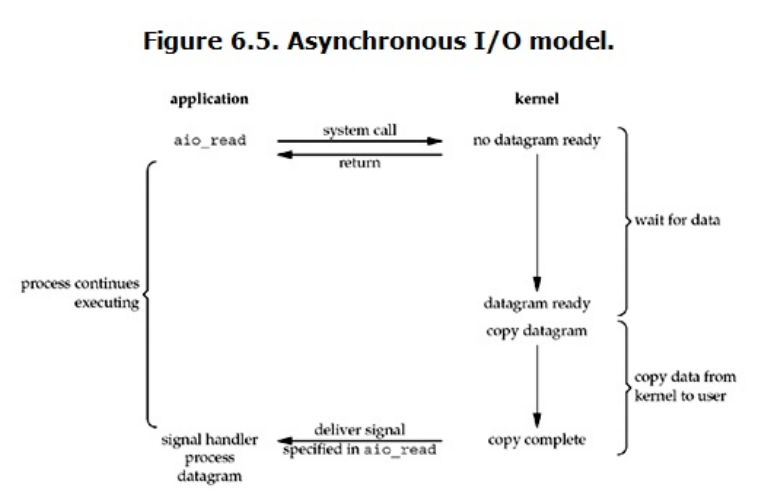 Figure 6.5. Asynchronous I/O model.
application
kernel
aio_read
system call
no datagram ready
return
wait for data
process continues
executing
datagram ready
copy datagram
copy data from
kernel to user
deliver signal
signal handler
copy complete
specified in aio_read
process
datagram